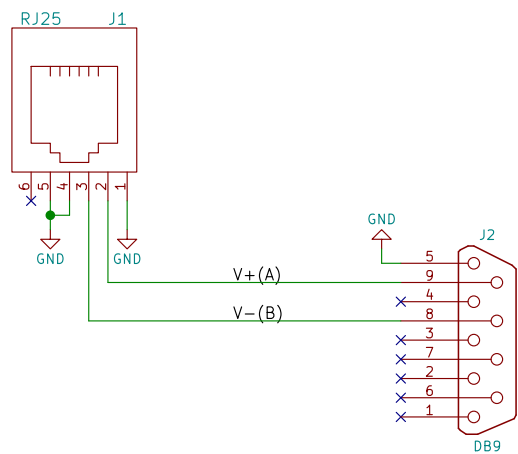 RJ25 J1
6 5 4 3 2 1
GND GND
GND
J2
5
V+(A) 9
4
V-(B) 8
3
7
2
6
1
DB9